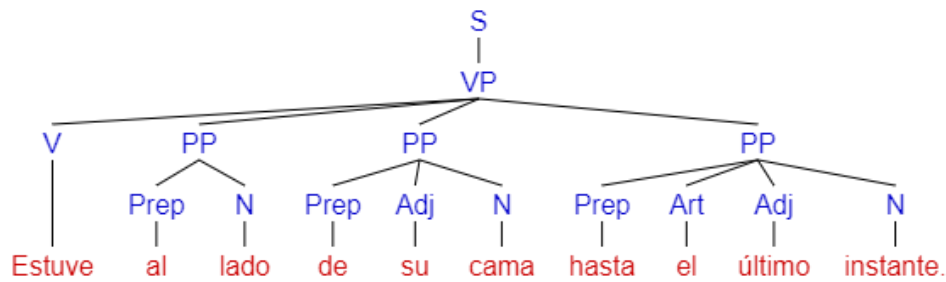 S
VP
V PP PP PP
Prep N Prep Adj N Prep Art Adj N
Estuve al lado de su cama hasta el último instante.